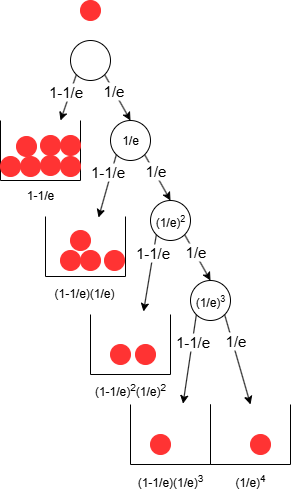 1-1/e 1/e
1/e
1-1/e
1-1/e 1/e
(1/e)²
(1-1/e)(1/e)
1-1/e 1/e
(1/e)³
1-1/e 1/e
(1-1/e)²(1/e)²
(1-1/e)(1/e)³ (1/e)⁴